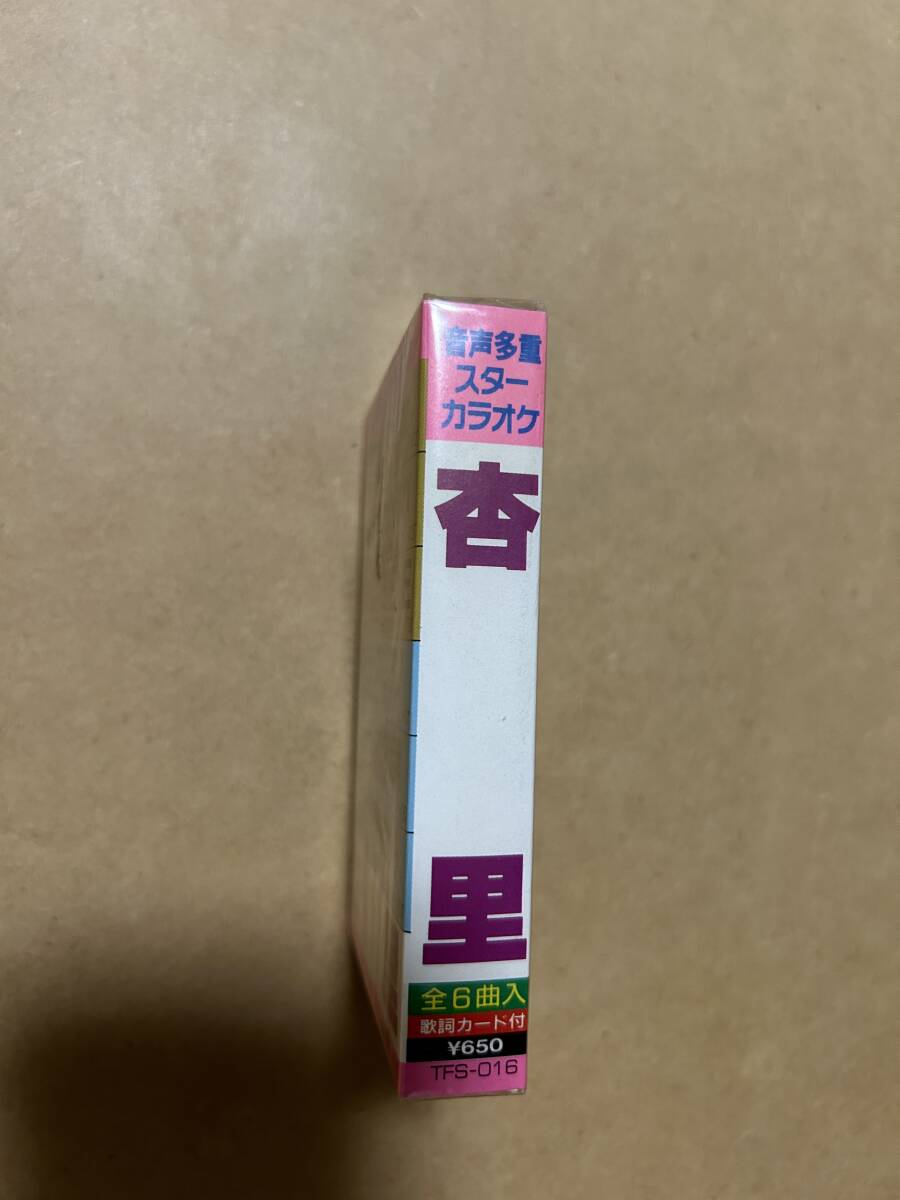 音声多重
スター
カラオケ
杏里
全6曲入
歌詞カード付
¥650
TFS-016